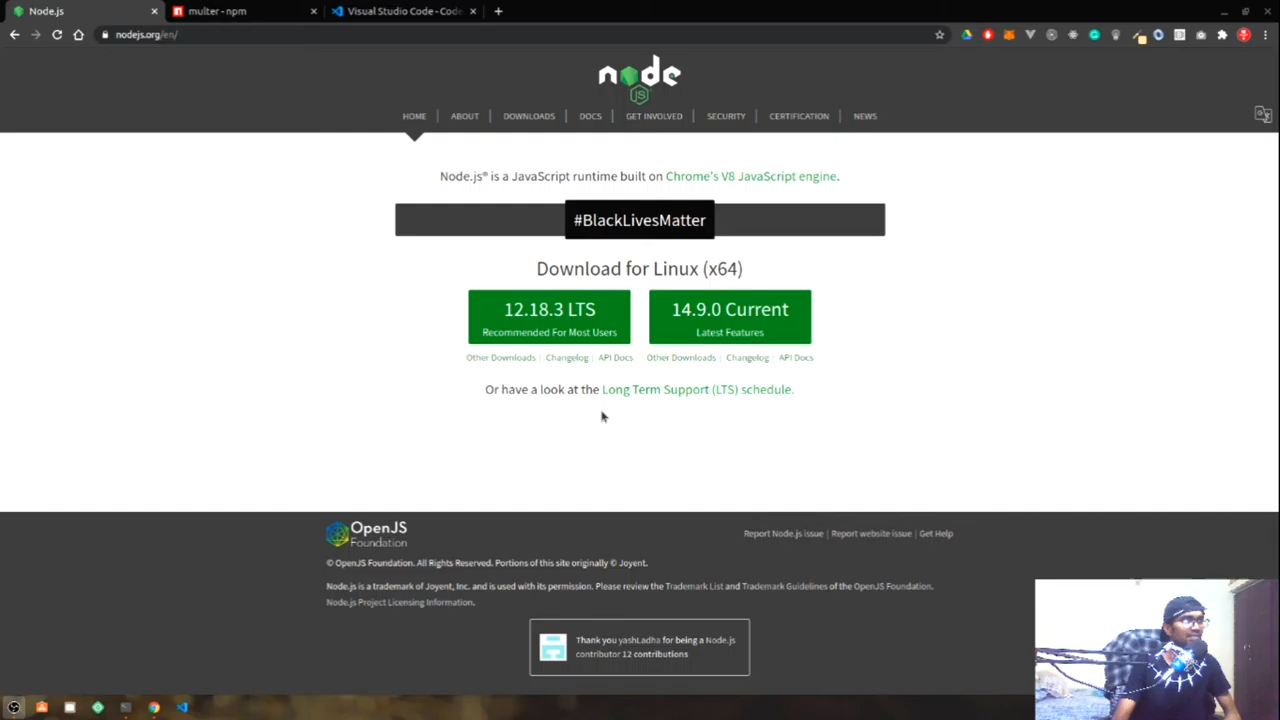 Node.js
multer - npm
Visual Studio Code - Code
nodejs.org/en/
node
JS
HOME | ABOUT | DOWNLOADS | DOCS | GET INVOLVED | SECURITY | CERTIFICATION | NEWS
Node.js® is a JavaScript runtime built on Chrome's V8 JavaScript engine.
#BlackLivesMatter
Download for Linux (x64)
12.18.3 LTS
Recommended For Most Users
14.9.0 Current
Latest Features
Other Downloads | Changelog | API Docs
Other Downloads | Changelog | API Docs
Or have a look at the Long Term Support (LTS) schedule.
OpenJS
Foundation
Report Node.js issue | Report website issue | Get Help
© OpenJS Foundation. All Rights Reserved. Portions of this site originally © Joyent.
Node.js is a trademark of Joyent, Inc. and is used with its permission. Please review the Trademark List and Trademark Guidelines of the OpenJS Foundation.
Node.js Project Licensing Information.
Thank you yashLadha for being a Node.js
contributor 12 contributions